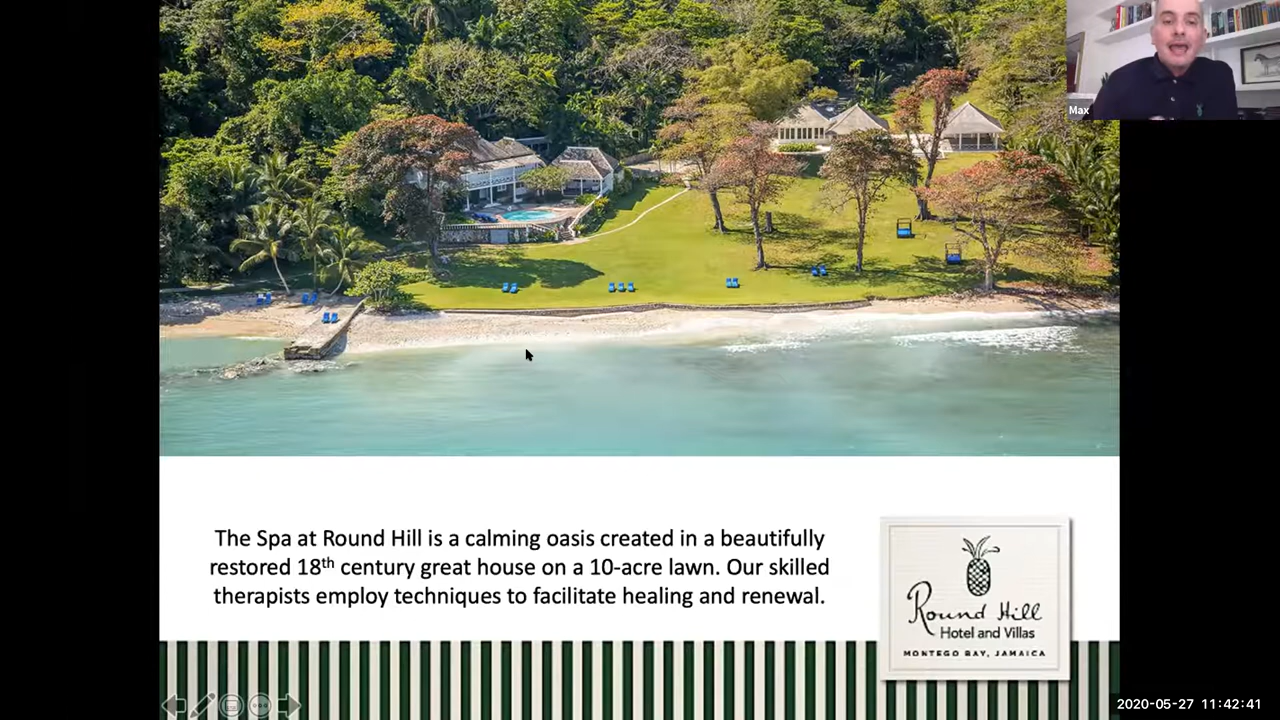 Max
The Spa at Round Hill is a calming oasis created in a beautifully
restored 18th century great house on a 10-acre lawn. Our skilled
therapists employ techniques to facilitate healing and renewal.
Round Hill
Hotel and Villas
MONTEGO BAY, JAMAICA
2020-05-27 11:42:41